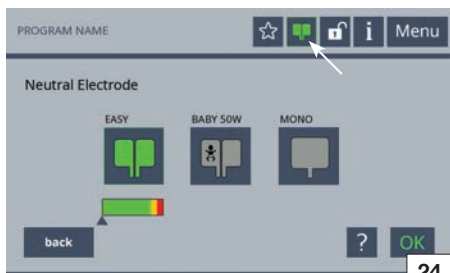 PROGRAM NAME
i Menu
Neutral Electrode
EASY BABY 50W MONO
back ? OK
24